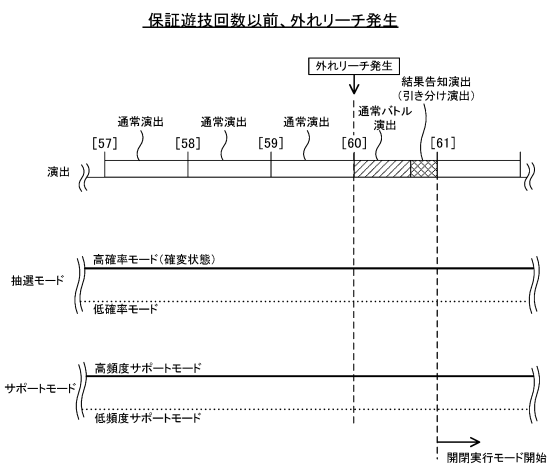 保証遊技回数以前、外れリーチ発生
外れリーチ発生
結果告知演出
(引き分け演出)
通常演出
通常演出
通常演出
通常バトル
演出
[57]
[58]
[59]
[60]
[61]
演出
高確率モード(確変状態)
抽選モード
低確率モード
高頻度サポートモード
サポートモード
低頻度サポートモード
開閉実行モード開始